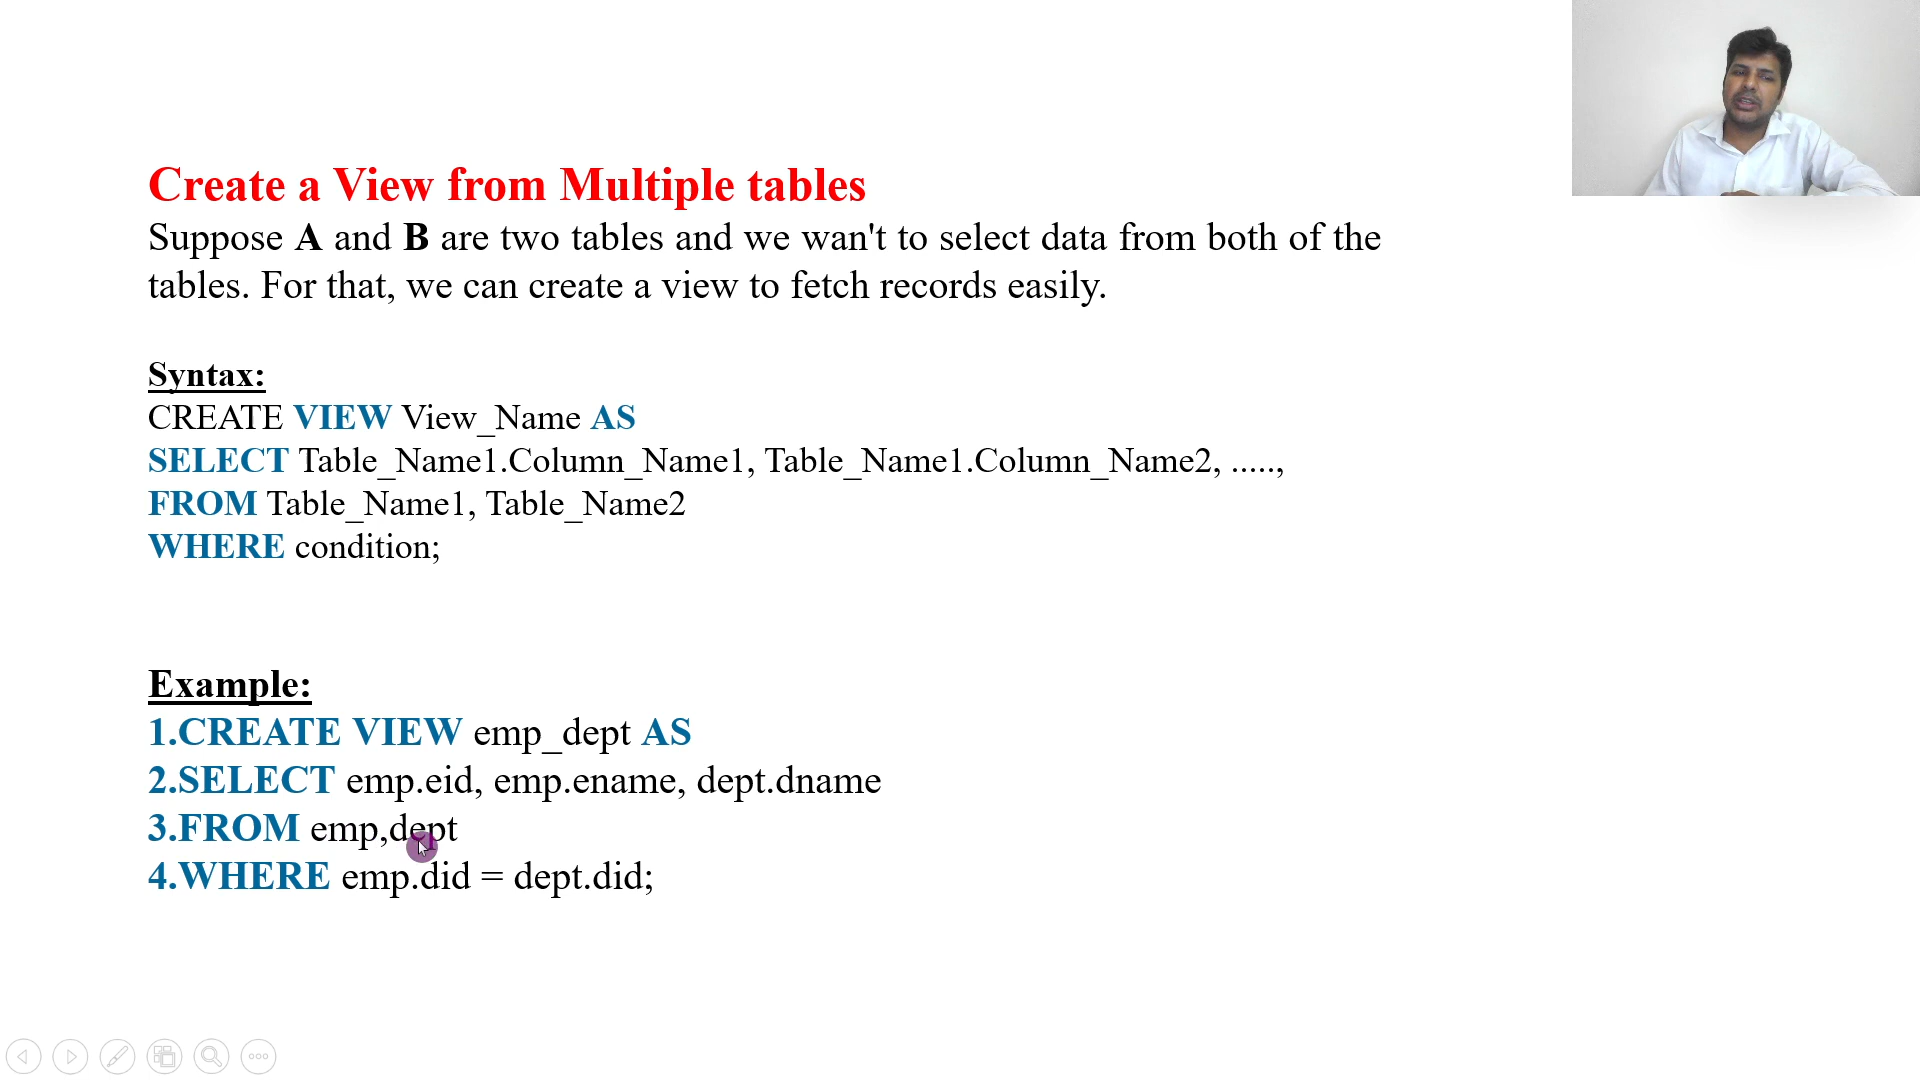 Create a View from Multiple tables
Suppose A and B are two tables and we wan't to select data from both of the
tables. For that, we can create a view to fetch records easily.
Syntax:
CREATE VIEW View_Name AS
SELECT Table_Name1.Column_Name1, Table_Name1.Column_Name2, .....,
FROM Table_Name1, Table_Name2
WHERE condition;
Example:
1.CREATE VIEW emp_dept AS
2.SELECT emp.eid, emp.ename, dept.dname
3.FROM emp,dept
4.WHERE emp.did = dept.did;